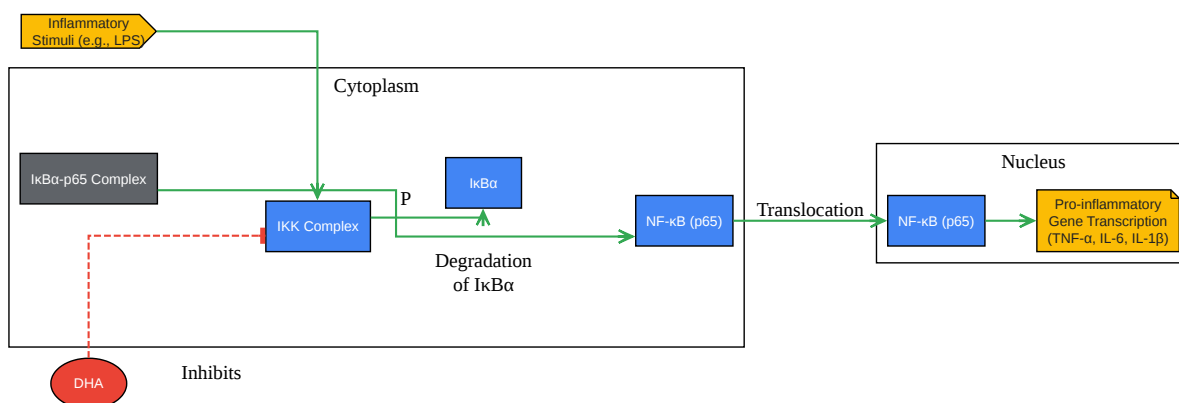 Inflammatory
Stimuli (e.g., LPS)
Cytoplasm
IκBα-p65 Complex
IκBα
P
IKK Complex
NF-κB (p65)
Degradation
of IκBα
Translocation
Nucleus
NF-κB (p65)
Pro-inflammatory
Gene Transcription
(TNF-α, IL-6, IL-1β)
Inhibits
DHA